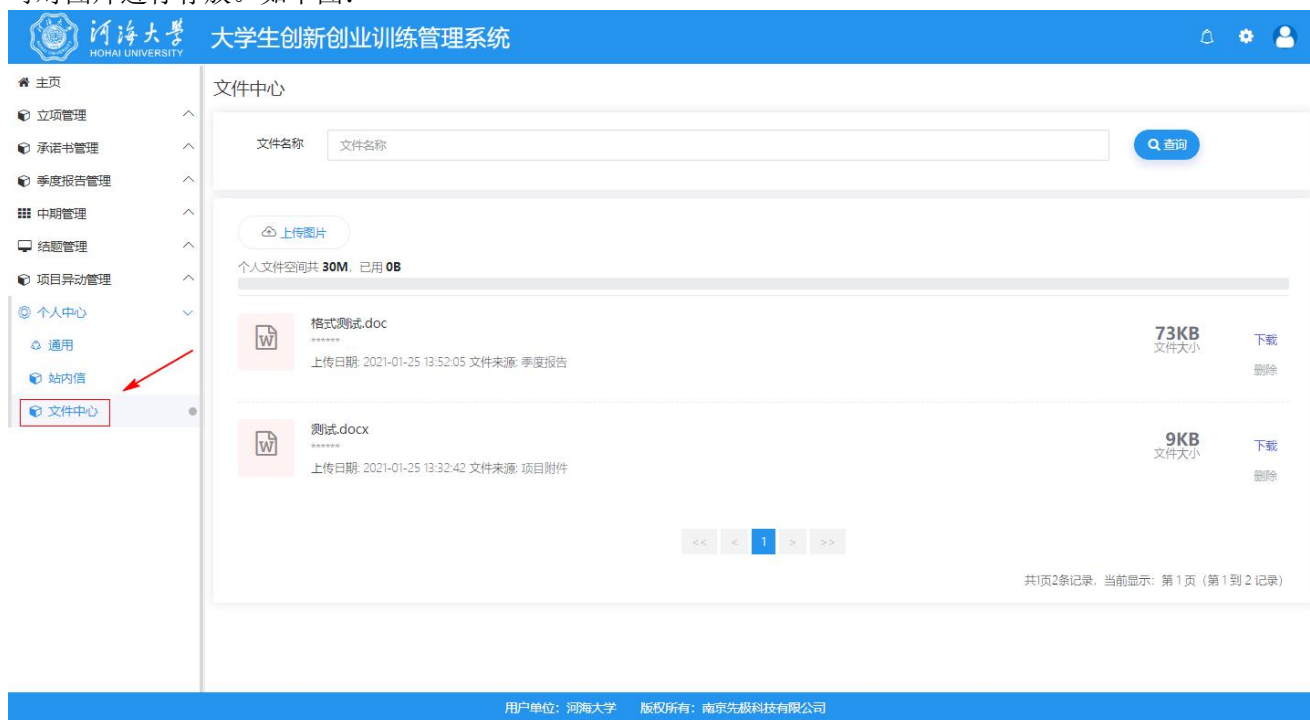 河海大学 大学生创新创业训练管理系统
HOHAI UNIVERSITY
主页
立项管理
承诺书管理
季度报告管理
中期管理
结题管理
项目异动管理
个人中心
通用
站内信
文件中心
文件中心
文件名称 文件名称 查询
上传图片
个人文件空间共 30M, 已用 0B
格式测试.doc
******
上传日期: 2021-01-25 13:52:05 文件来源: 季度报告
73KB
文件大小
下载
删除
测试.docx
******
上传日期: 2021-01-25 13:32:42 文件来源: 项目附件
9KB
文件大小
下载
删除
<< < 1 > >>
共1页2条记录, 当前显示: 第 1 页 (第 1 到 2 记录)
用户单位: 河海大学 版权所有: 南京先极科技有限公司